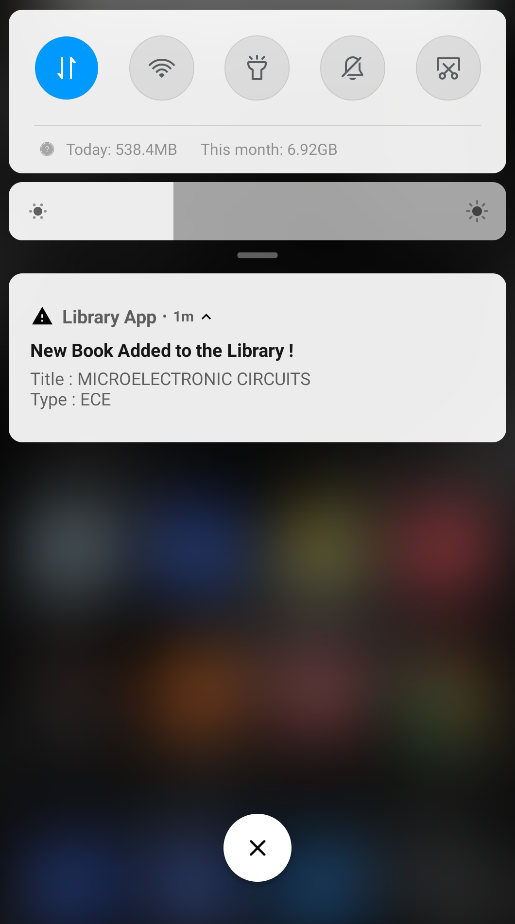 Today: 538.4MB This month: 6.92GB
Library App · 1m
New Book Added to the Library !
Title : MICROELECTRONIC CIRCUITS
Type : ECE